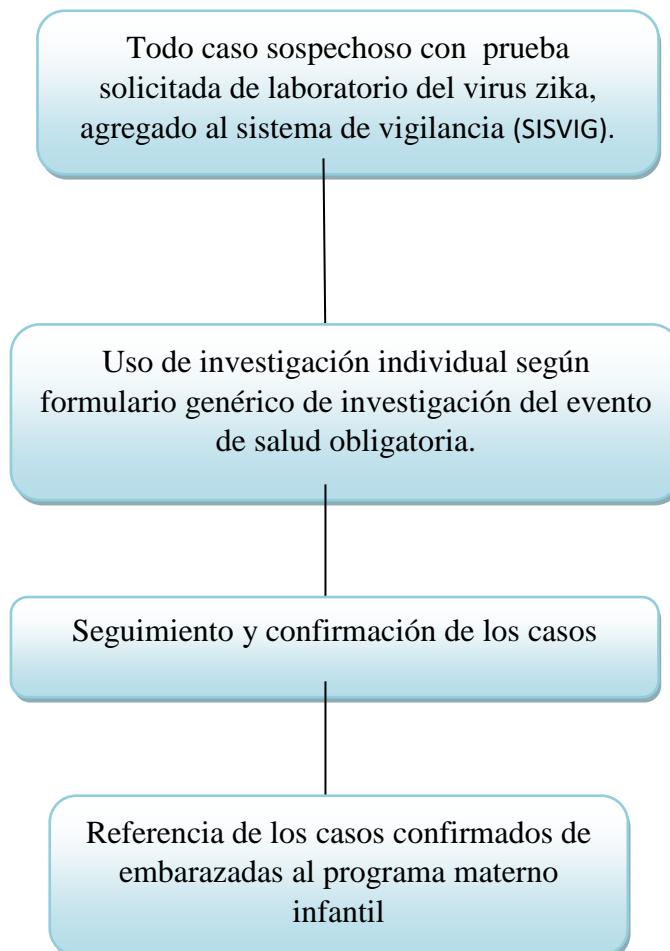 Todo caso sospechoso con  prueba
solicitada de laboratorio del virus zika,
agregado al sistema de vigilancia (SISVIG).
Uso de investigación individual según
formulario genérico de investigación del evento
de salud obligatoria.
Seguimiento y confirmación de los casos
Referencia de los casos confirmados de
embarazadas al programa materno
infantil